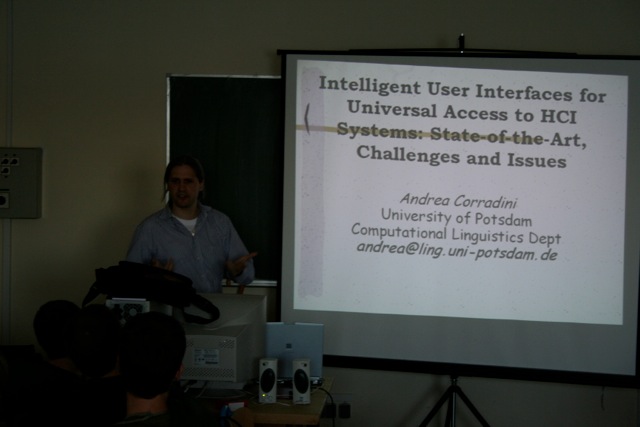 Intelligent User Interfaces for
Universal Access to HCI
Systems: State-of-the-Art,
Challenges and Issues
Andrea Corradini
University of Potsdam
Computational Linguistics Dept
andrea@ling.uni-potsdam.de